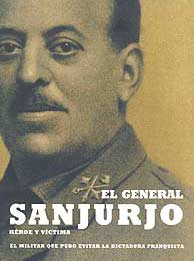 EL GENERAL
SANJURJO
HÉROE Y VÍCTIMA
EL MILITAR QUE PUDO EVITAR LA DICTADURA FRANQUISTA